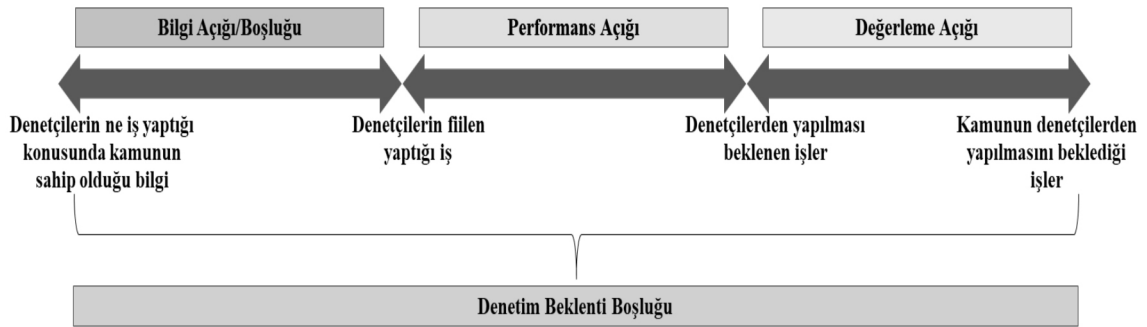 Bilgi Açığı/Boşluğu
Performans Açığı
Değerleme Açığı
Denetçilerin ne iş yaptığı
konusunda kamunun
sahip olduğu bilgi
Denetçilerin fiilen
yaptığı iş
Denetçilerden yapılması
beklenen işler
Kamunun denetçilerden
yapılmasını beklediği
işler
Denetim Beklenti Boşluğu